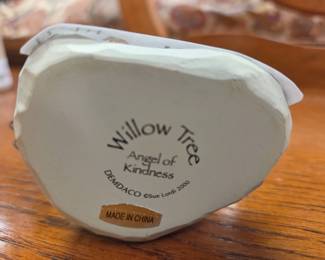 Willow Tree
Angel of
Kindness
DEMDACO ©Susan Lordi 2000
MADE IN CHINA